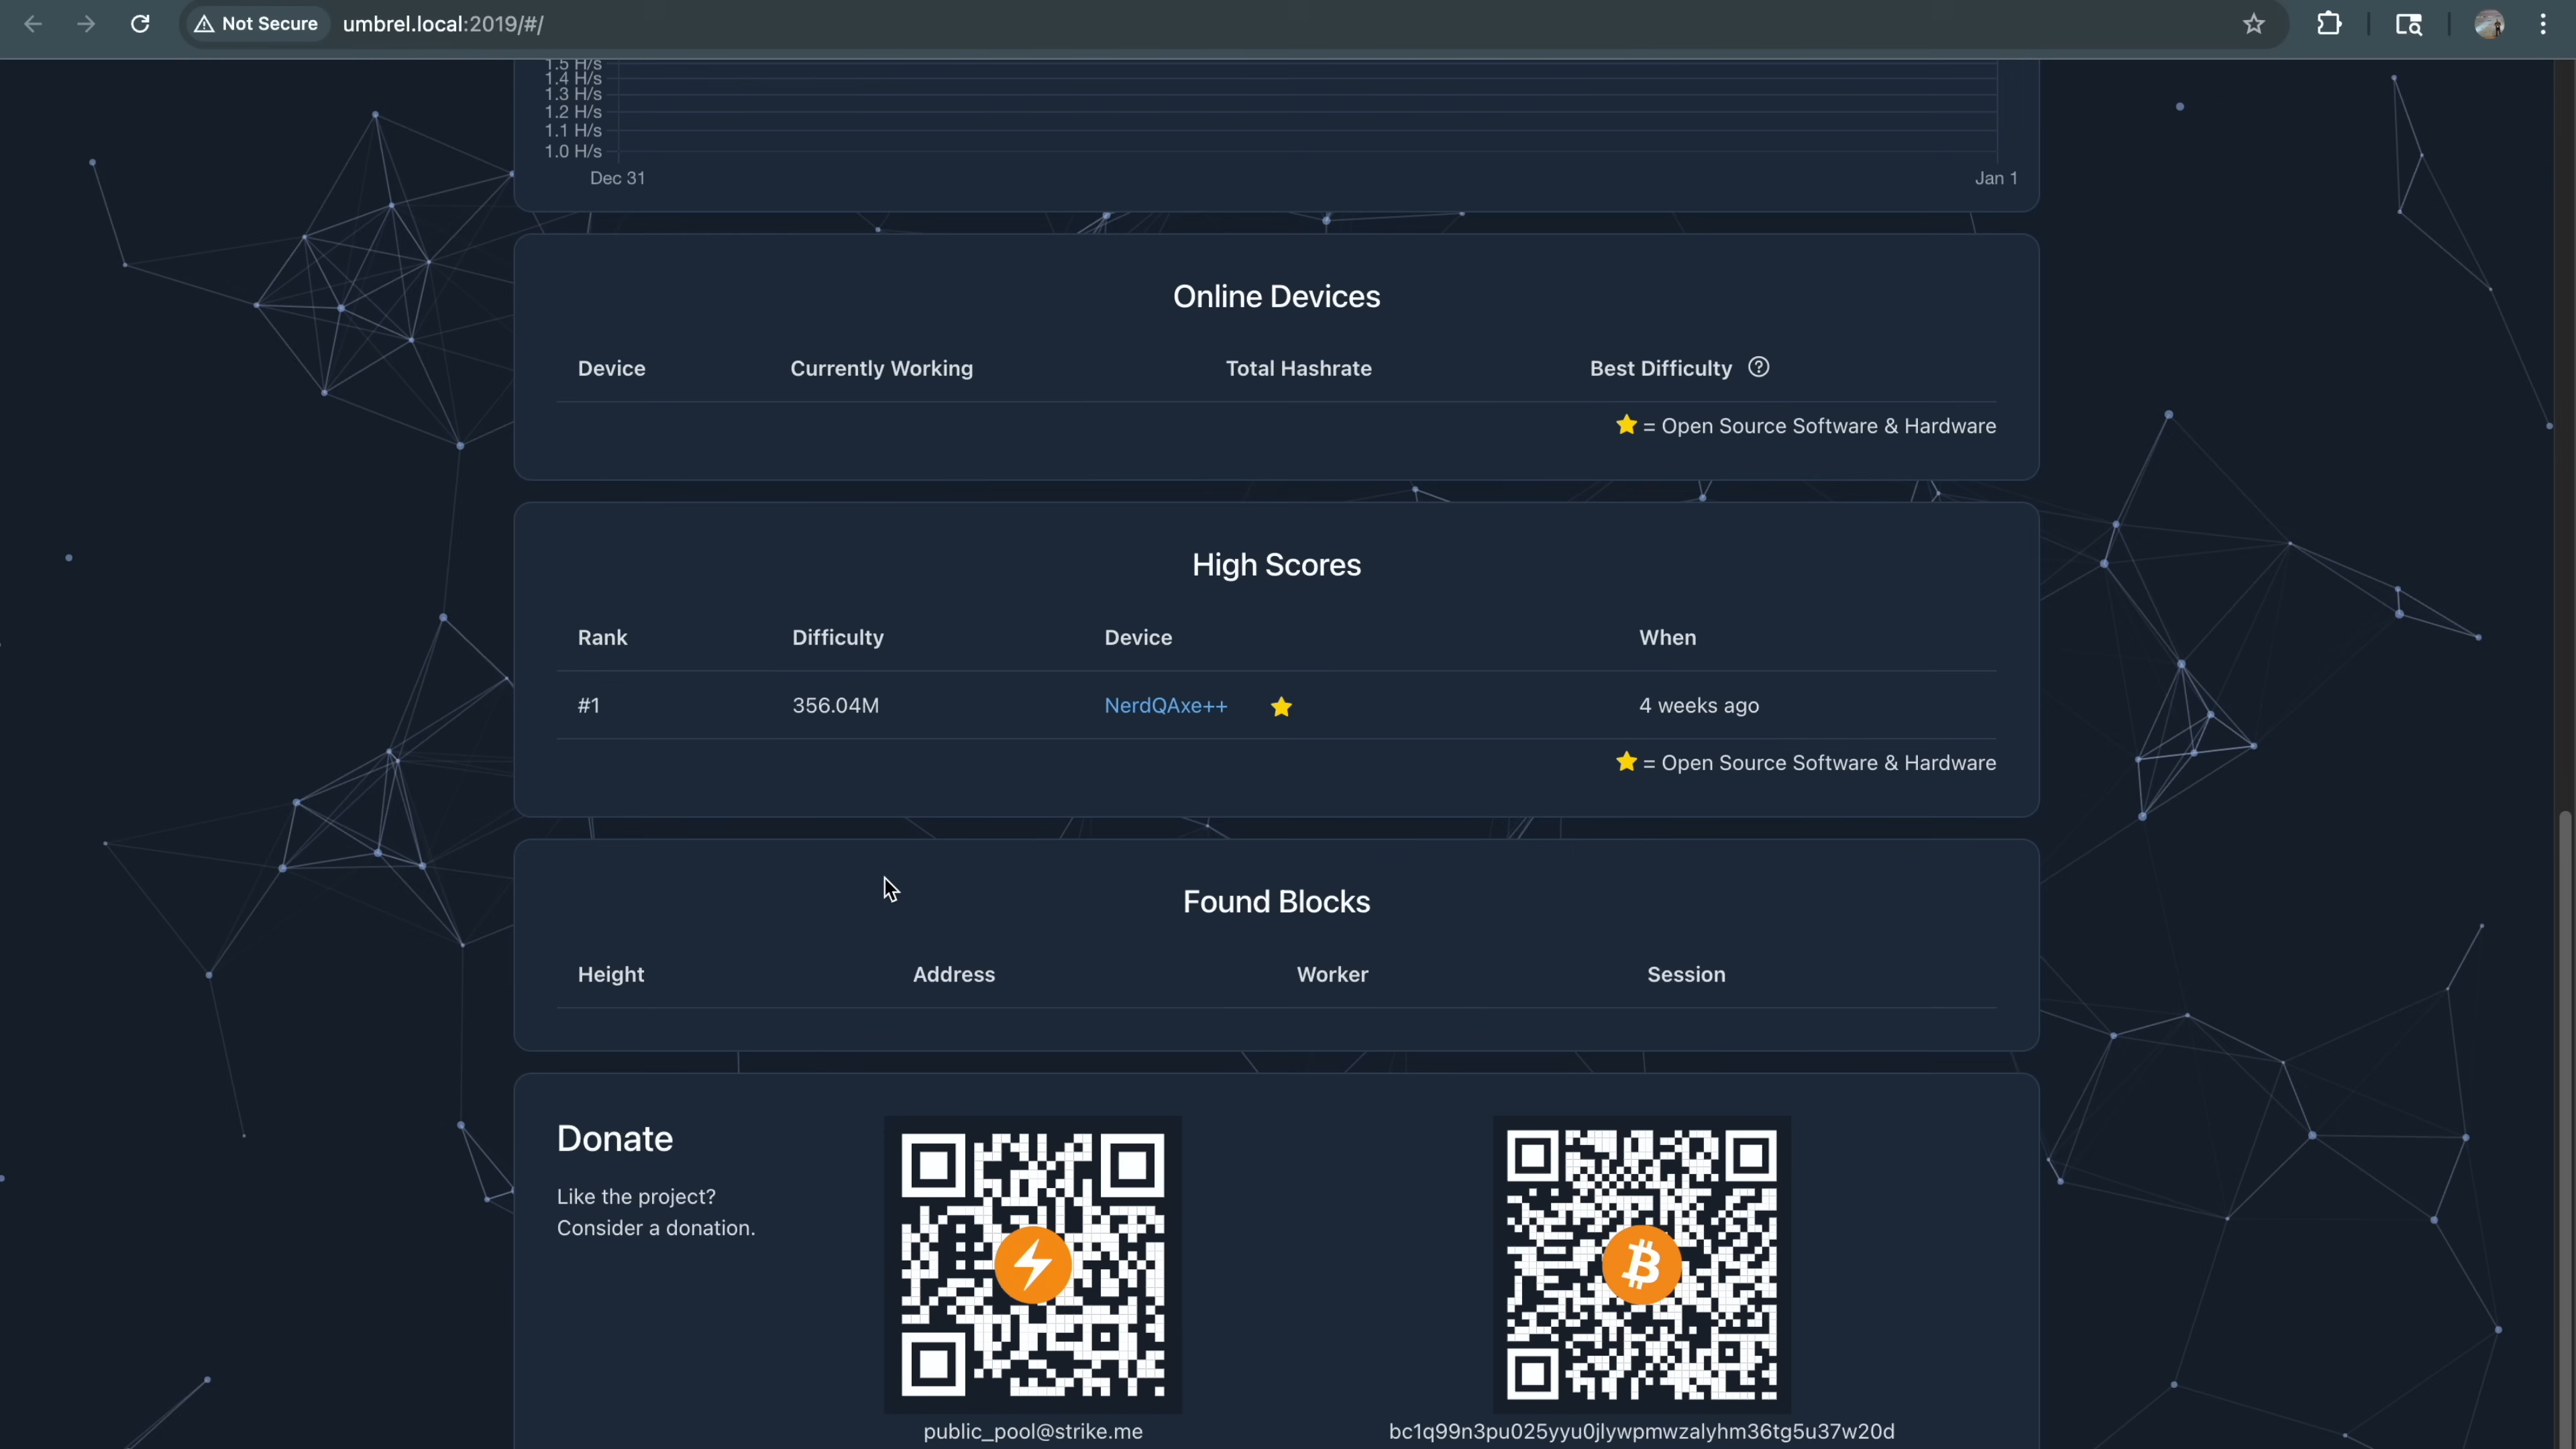 Not Secure umbrel.local:2019/#/
1.5 H/s
1.4 H/s
1.3 H/s
1.2 H/s
1.1 H/s
1.0 H/s
Dec 31 Jan 1
Online Devices
Device Currently Working Total Hashrate Best Difficulty ?
⭐ = Open Source Software & Hardware
High Scores
Rank Difficulty Device When
#1 356.04M NerdQAxe++ ⭐ 4 weeks ago
⭐ = Open Source Software & Hardware
Found Blocks
Height Address Worker Session
Donate
Like the project?
Consider a donation.
public_pool@strike.me bc1q99n3pu025yyu0jlywpmwzalyhm36tg5u37w20d